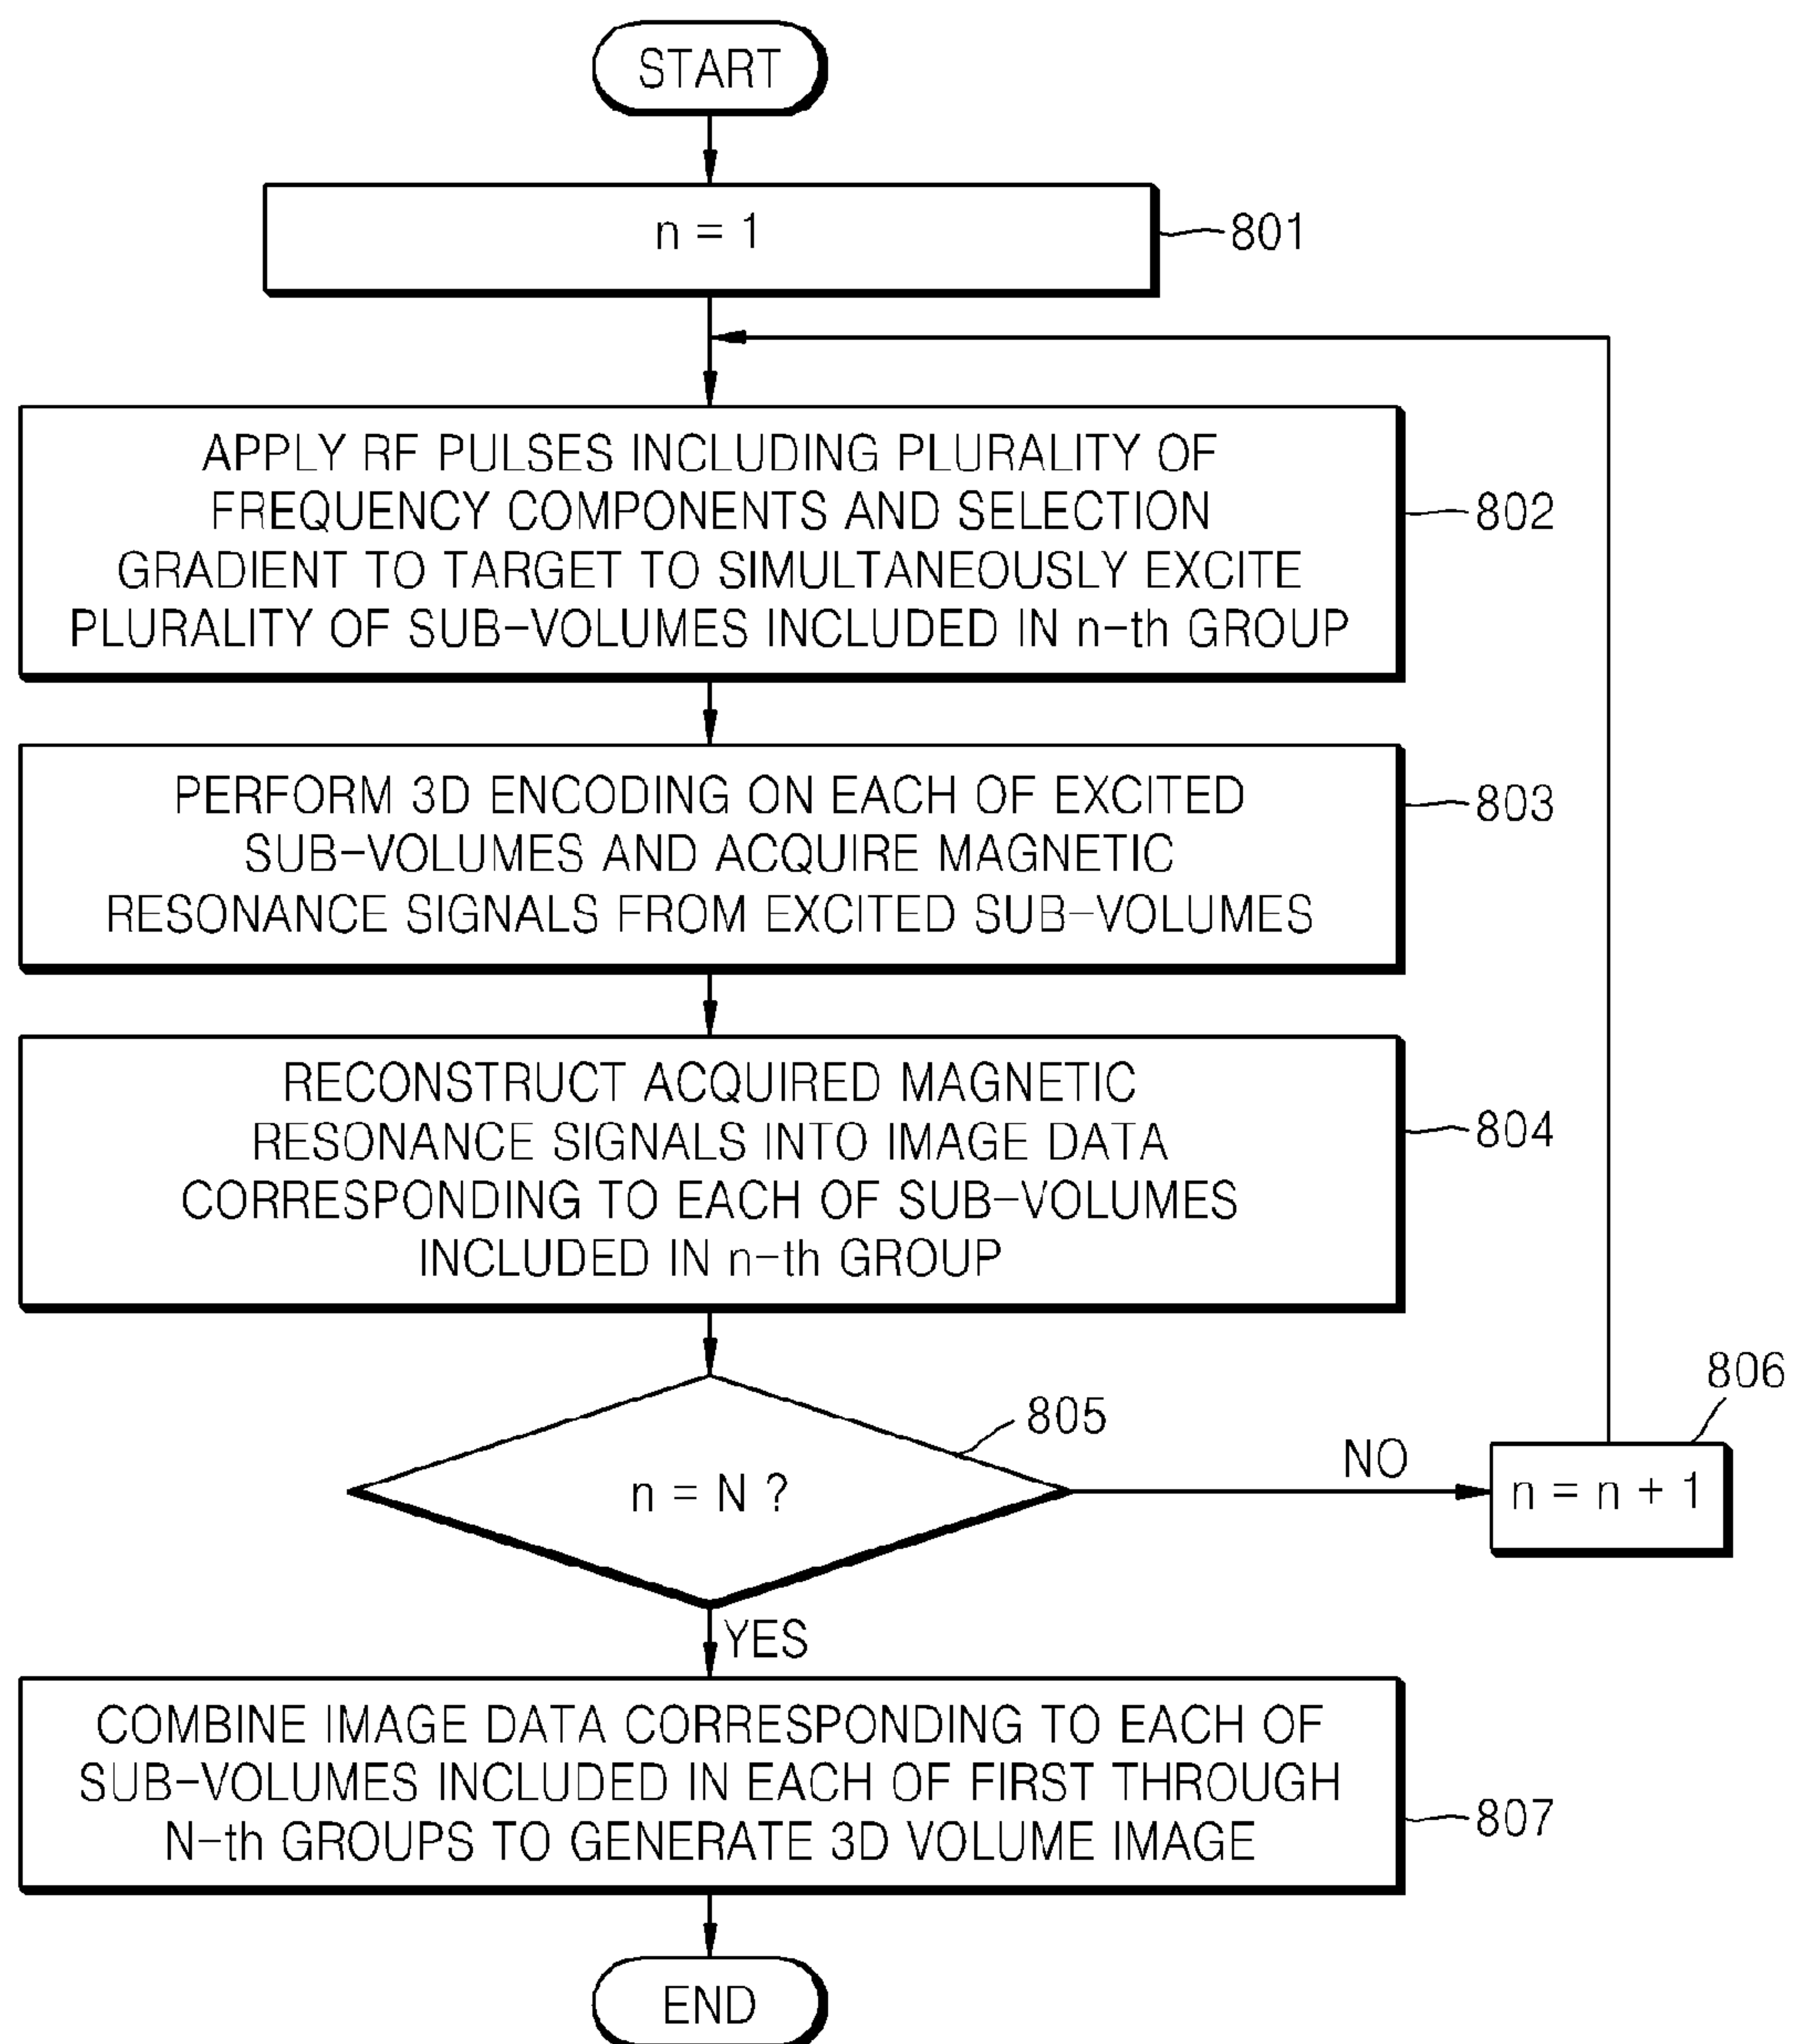 START
n = 1
801
APPLY RF PULSES INCLUDING PLURALITY OF
FREQUENCY COMPONENTS AND SELECTION
GRADIENT TO TARGET TO SIMULTANEOUSLY EXCITE
PLURALITY OF SUB-VOLUMES INCLUDED IN n-th GROUP
802
PERFORM 3D ENCODING ON EACH OF EXCITED
SUB-VOLUMES AND ACQUIRE MAGNETIC
RESONANCE SIGNALS FROM EXCITED SUB-VOLUMES
803
RECONSTRUCT ACQUIRED MAGNETIC
RESONANCE SIGNALS INTO IMAGE DATA
CORRESPONDING TO EACH OF SUB-VOLUMES
INCLUDED IN n-th GROUP
804
n = N ?
805
NO
n = n + 1
806
YES
COMBINE IMAGE DATA CORRESPONDING TO EACH OF
SUB-VOLUMES INCLUDED IN EACH OF FIRST THROUGH
N-th GROUPS TO GENERATE 3D VOLUME IMAGE
807
END